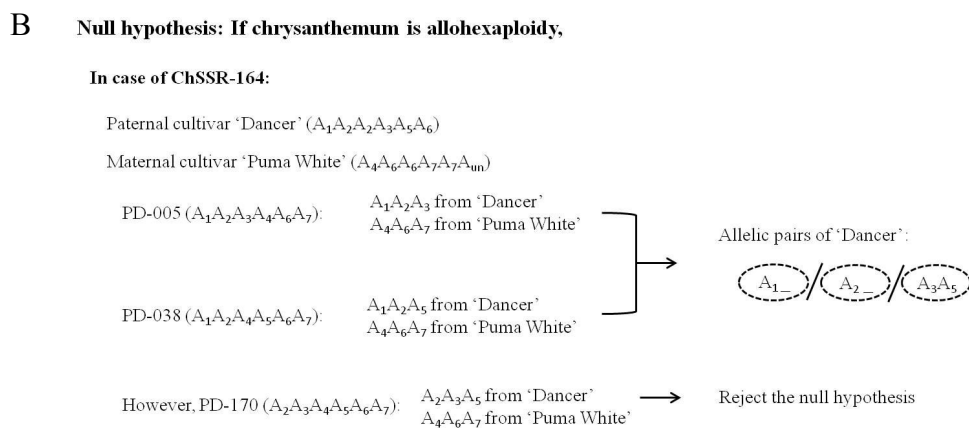 B
Null hypothesis: If chrysanthemum is allohexaploidy,
In case of ChSSR-164:
Paternal cultivar ‘Dancer’ (A₁A₂A₂A₃A₅A₆)
Maternal cultivar ‘Puma White’ (A₄A₆A₆A₇A₇Aᵤₙ)
PD-005 (A₁A₂A₃A₄A₆A₇):
A₁A₂A₃ from ‘Dancer’
A₄A₆A₇ from ‘Puma White’
PD-038 (A₁A₂A₄A₅A₆A₇):
A₁A₂A₅ from ‘Dancer’
A₄A₆A₇ from ‘Puma White’
Allelic pairs of ‘Dancer’:
A₁_ / A₂_ / A₃A₅
However, PD-170 (A₂A₃A₄A₅A₆A₇):
A₂A₃A₅ from ‘Dancer’
A₄A₆A₇ from ‘Puma White’
Reject the null hypothesis